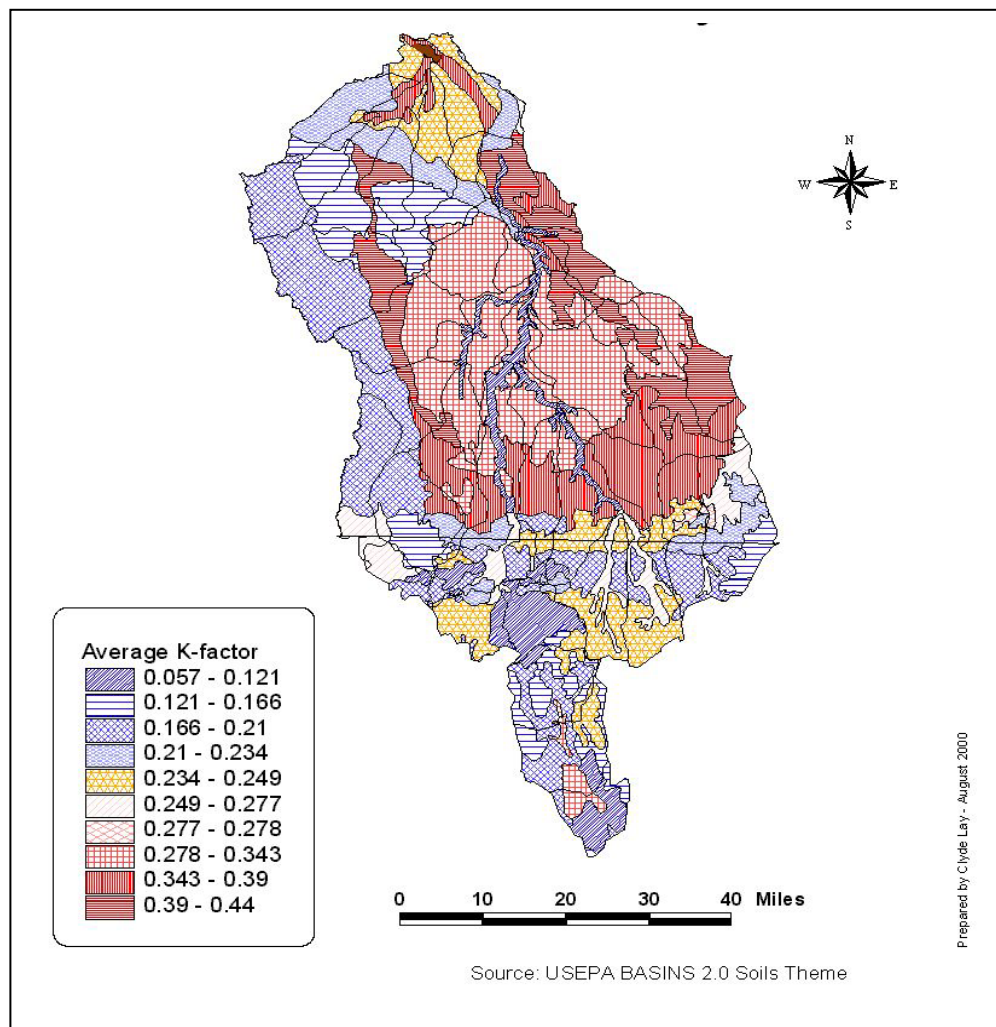 N
W E
S
Average K-factor
0.057 - 0.121
0.121 - 0.166
0.166 - 0.21
0.21 - 0.234
0.234 - 0.249
0.249 - 0.277
0.277 - 0.278
0.278 - 0.343
0.343 - 0.39
0.39 - 0.44
0 10 20 30 40 Miles
Source: USEPA BASINS 2.0 Soils Theme
Prepared by Clyde Lay - August 2000